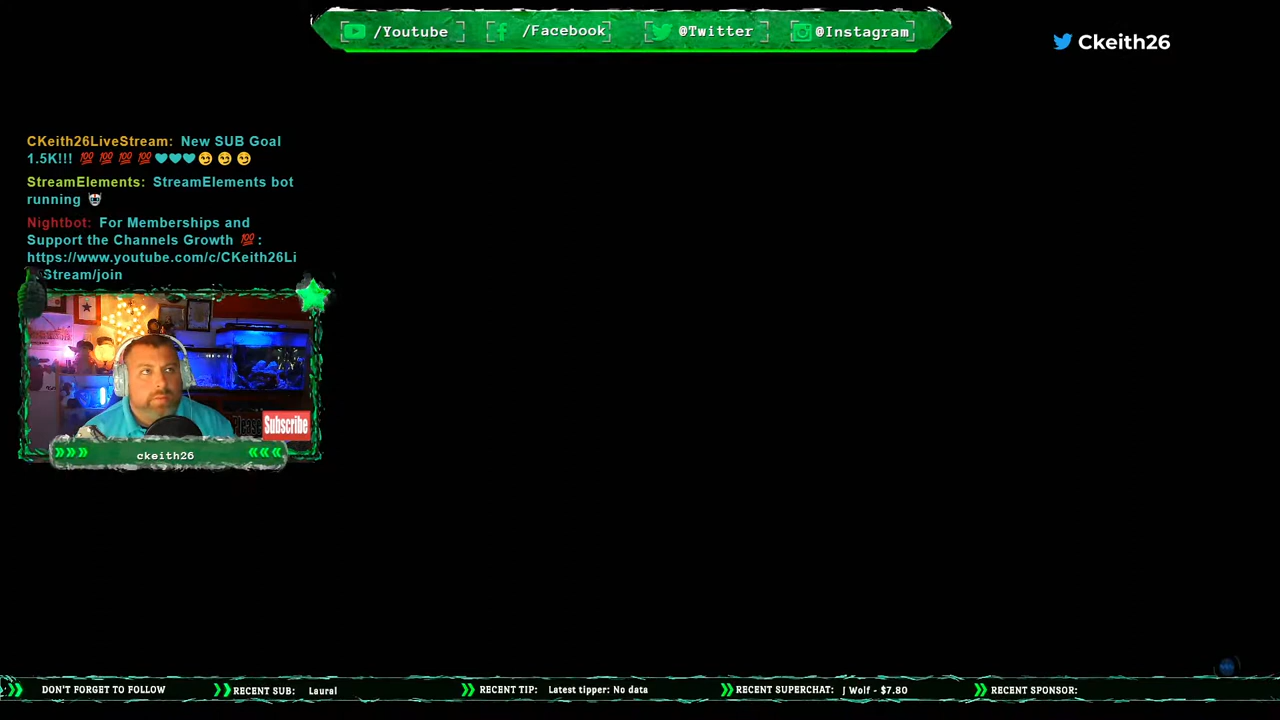 /Youtube
/Facebook
@Twitter
@Instagram
Ckeith26
CKeith26LiveStream: New SUB Goal
1.5K!!! 💯 💯 💯 💯 ♥♥♥ 😏 😏 😏
StreamElements: StreamElements bot
running
Nightbot: For Memberships and
Support the Channels Growth 💯 :
https://www.youtube.com/c/CKeith26Li
Stream/join
Please
Subscribe
ckeith26
DON'T FORGET TO FOLLOW
RECENT SUB: Laural
RECENT TIP: Latest tipper: No data
RECENT SUPERCHAT: J Wolf - $7.80
RECENT SPONSOR: